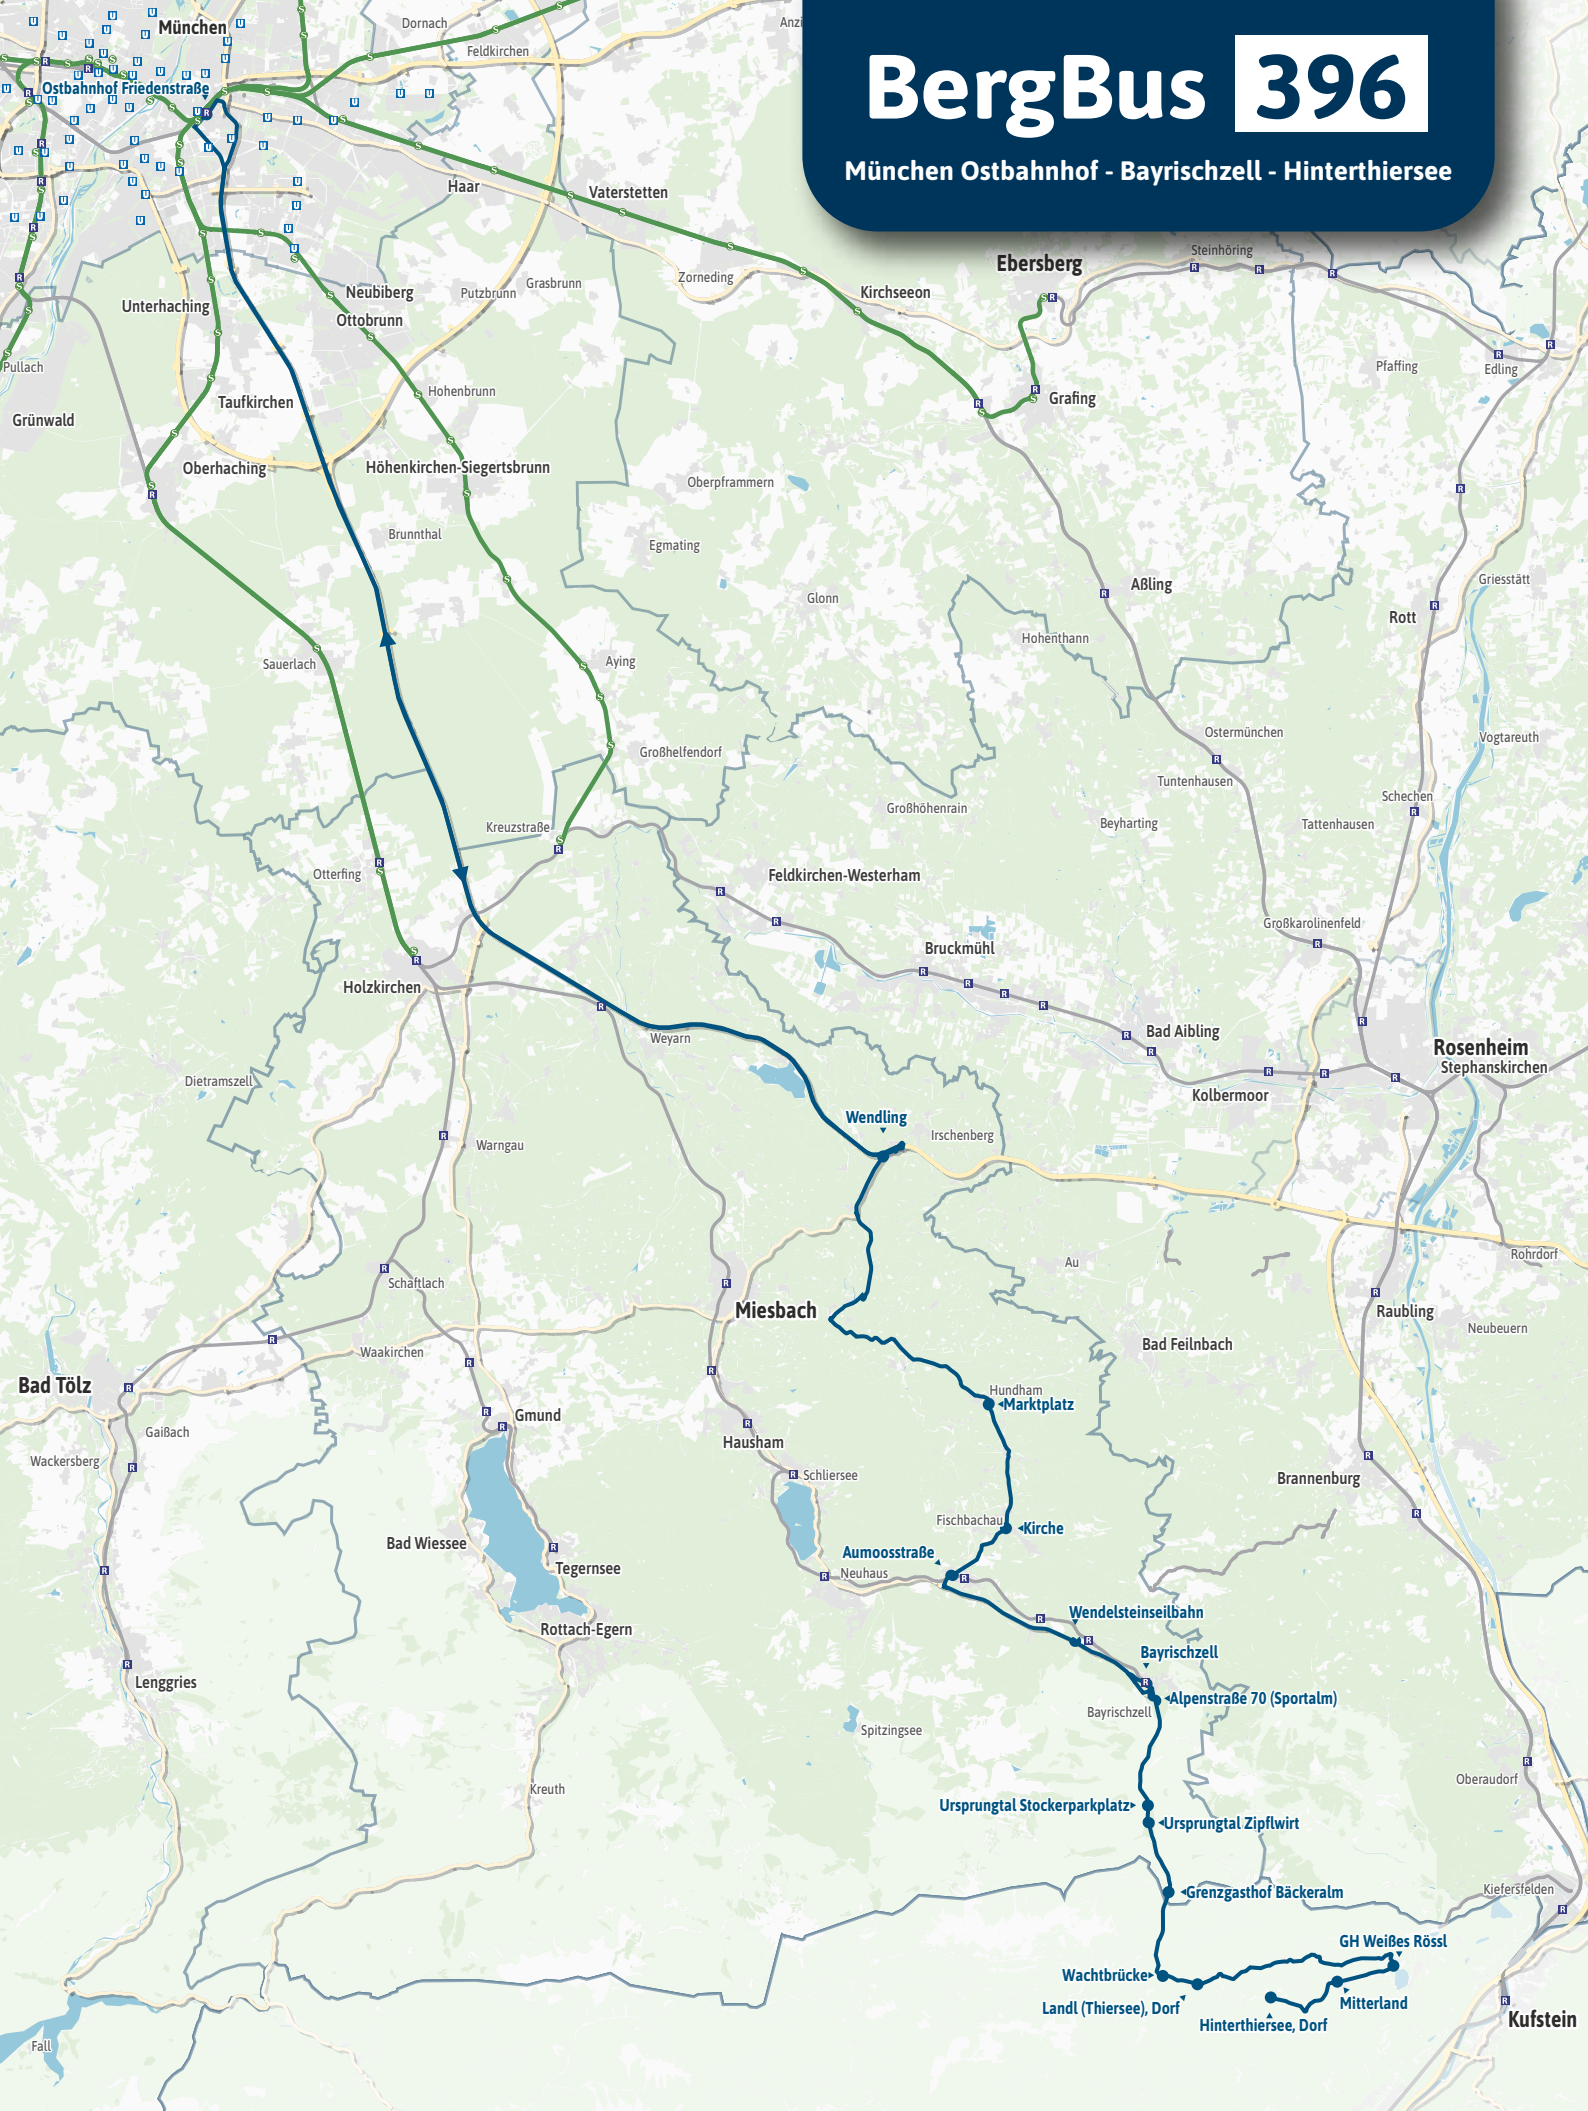 BergBus 396
München Ostbahnhof - Bayrischzell - Hinterthiersee
München
Dornach
Feldkirchen
Anzi
Ostbahnhof Friedenstraße
Haar
Vaterstetten
Ebersberg
Steinhöring
Unterhaching
Neubiberg
Putzbrunn
Grasbrunn
Zorneding
Kirchseeon
Ottobrunn
Pullach
Pfaffing
Edling
Grünwald
Taufkirchen
Hohenbrunn
Grafing
Oberhaching
Höhenkirchen-Siegertsbrunn
Oberpframmern
Brunnthal
Egmating
Glonn
Aßling
Griesstätt
Rott
Hohenthann
Sauerlach
Aying
Großhelfendorf
Ostermünchen
Vogtareuth
Tuntenhausen
Schechen
Kreuzstraße
Großhöhenrain
Beyharting
Tattenhausen
Otterfing
Feldkirchen-Westerham
Großkarolinenfeld
Bruckmühl
Holzkirchen
Weyarn
Bad Aibling
Rosenheim
Stephanskirchen
Dietramszell
Kolbermoor
Wendling
Irschenberg
Warngau
Au
Rohrdorf
Schaftlach
Miesbach
Raubling
Neubeuern
Waakirchen
Bad Feilnbach
Bad Tölz
Hundham
Marktplatz
Gmund
Gaißach
Hausham
Wackersberg
Schliersee
Brannenburg
Fischbachau
Kirche
Bad Wiessee
Aumoosstraße
Tegernsee
Neuhaus
Rottach-Egern
Wendelsteinseilbahn
Bayrischzell
Lenggries
Alpenstraße 70 (Sportalm)
Bayrischzell
Spitzingsee
Kreuth
Oberaudorf
Ursprungtal Stockerparkplatz
Ursprungtal Zipflwirt
Grenzgasthof Bäckeralm
Kiefersfelden
GH Weißes Rössl
Wachtbrücke
Landl (Thiersee), Dorf
Mitterland
Hinterthiersee, Dorf
Kufstein
Fall